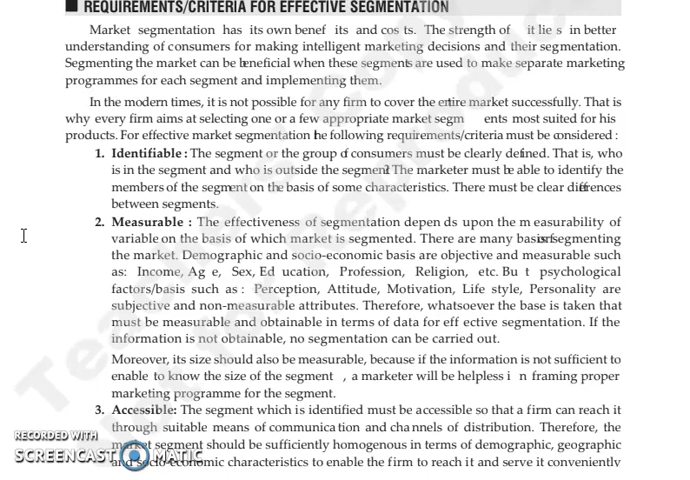 REQUIREMENTS/CRITERIA FOR EFFECTIVE SEGMENTATION
Market segmentation has its own benef its and cos ts. The strength of it lie s in better
understanding of consumers for making intelligent marketing decisions and their segmentation.
Segmenting the market can be beneficial when these segments are used to make separate marketing
programmes for each segment and implementing them.
In the modern times, it is not possible for any firm to cover the entire market successfully. That is
why every firm aims at selecting one or a few appropriate market segm ents most suited for his
products. For effective market segmentation the following requirements/criteria must be considered :
1. Identifiable : The segment or the group of consumers must be clearly defined. That is, who
is in the segment and who is outside the segment? The marketer must be able to identify the
members of the segment on the basis of some characteristics. There must be clear differences
between segments.
2. Measurable : The effectiveness of segmentation depen ds upon the m easurability of
variable on the basis of which market is segmented. There are many basis of segmenting
the market. Demographic and socio-economic basis are objective and measurable such
as: Income, Ag e, Sex, Ed ucation, Profession, Religion, etc. Bu t psychological
factors/basis such as : Perception, Attitude, Motivation, Life style, Personality are
subjective and non-measurable attributes. Therefore, whatsoever the base is taken that
must be measurable and obtainable in terms of data for eff ective segmentation. If the
information is not obtainable, no segmentation can be carried out.
Moreover, its size should also be measurable, because if the information is not sufficient to
enable to know the size of the segment , a marketer will be helpless i n framing proper
marketing programme for the segment.
3. Accessible: The segment which is identified must be accessible so that a firm can reach it
through suitable means of communica tion and cha nnels of distribution. Therefore, the
market segment should be sufficiently homogenous in terms of demographic, geographic
and socio-economic characteristics to enable the firm to reach it and serve it conveniently
RECORDED WITH
SCREENCAST MATIC